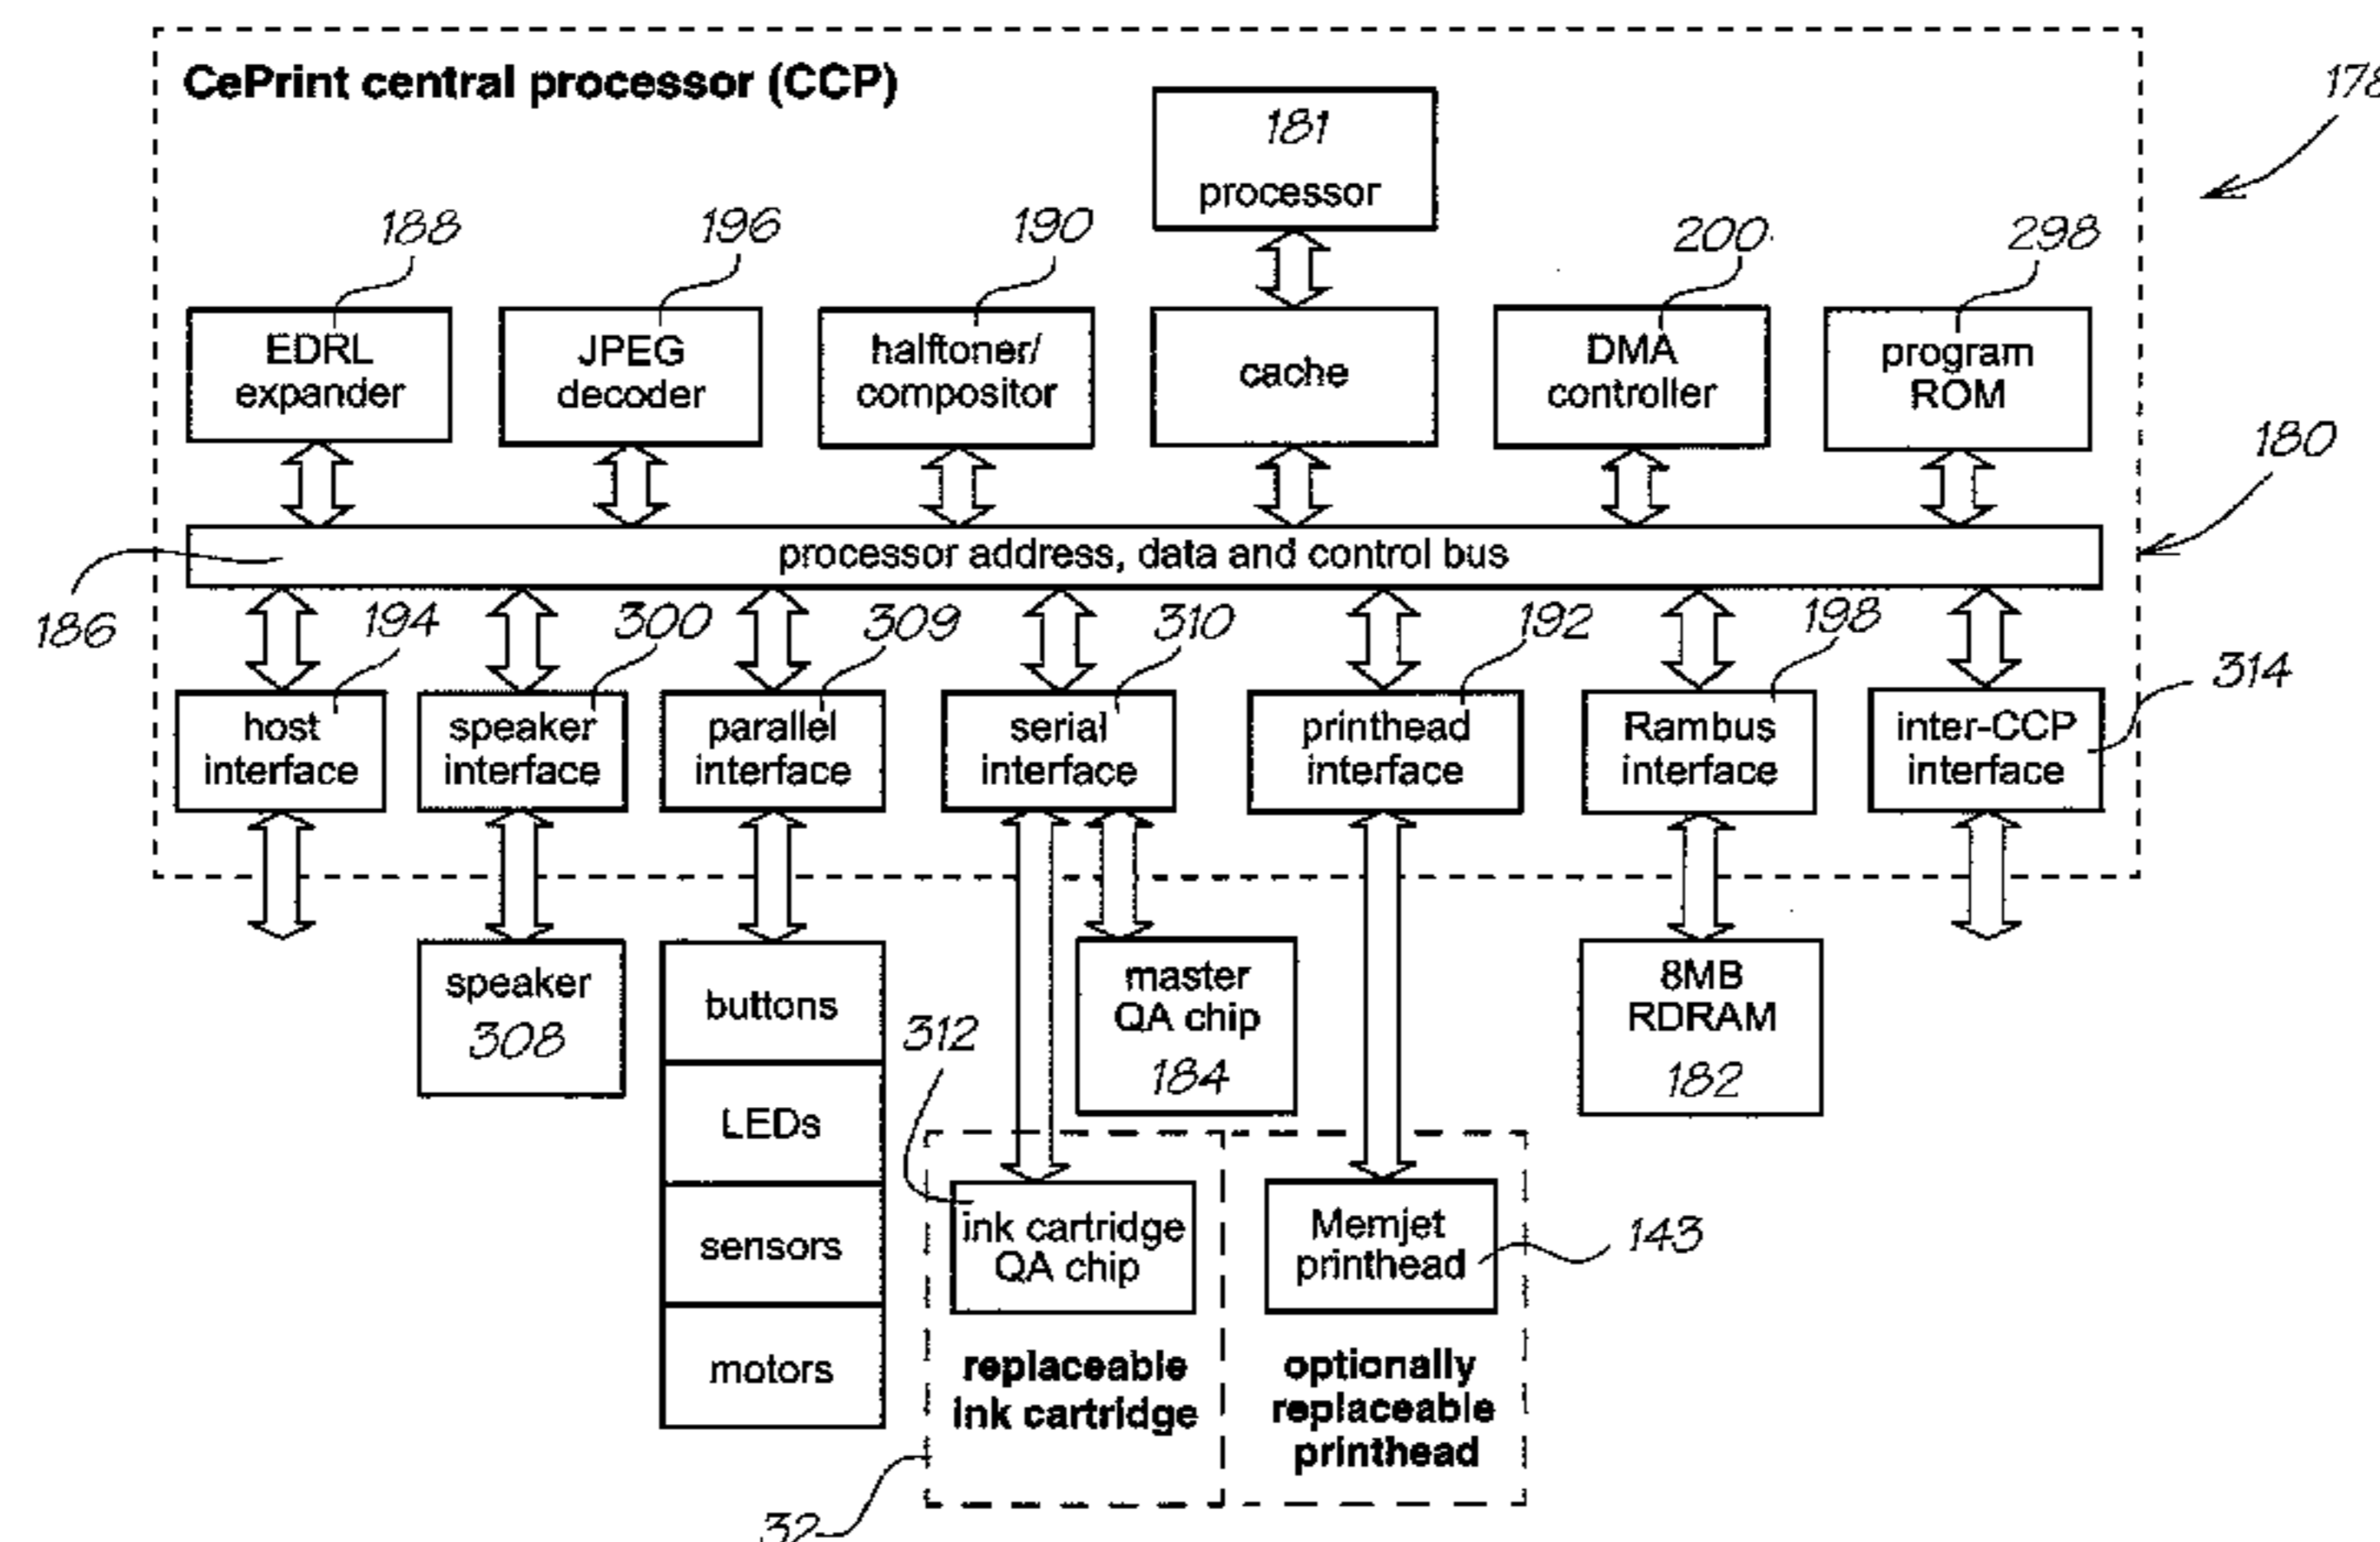 CePrint central processor (CCP)
178
181
processor
188
196
190
200
298
EDRL
expander
JPEG
decoder
halftoner/
compositor
cache
DMA
controller
program
ROM
180
processor address, data and control bus
186
194
300
309
310
192
198
314
host
interface
speaker
interface
parallel
interface
serial
interface
printhead
interface
Rambus
interface
inter-CCP
interface
speaker
308
buttons
LEDs
sensors
motors
312
master
QA chip
184
8MB
RDRAM
182
ink cartridge
QA chip
Memjet
printhead
143
replaceable
ink cartridge
optionally
replaceable
printhead
32